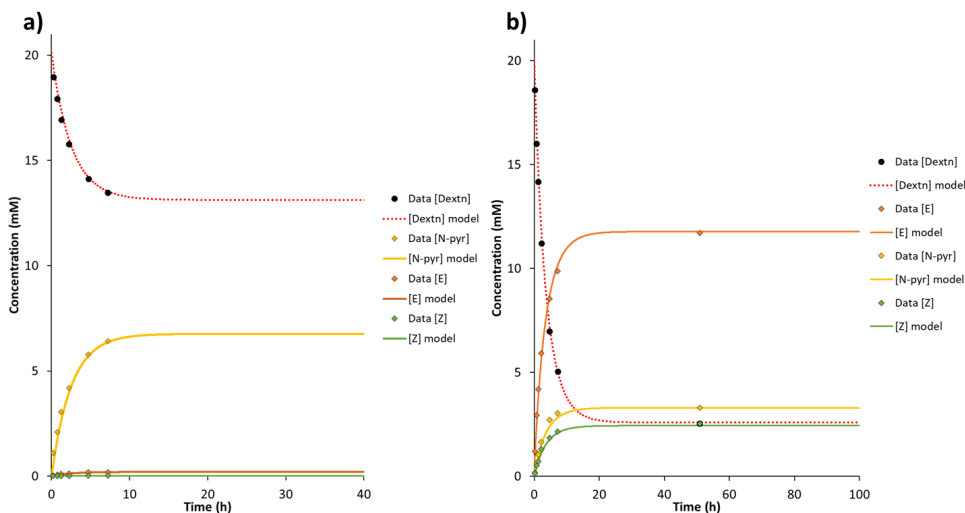 a)
20
15
10
5
0
0
10
20
30
40
Concentration (mM)
Time (h)
Data [Dextn]
[Dextn] model
Data [N-pyr]
[N-pyr] model
Data [E]
[E] model
Data [Z]
[Z] model
b)
20
15
10
5
0
0
20
40
60
80
100
Concentration (mM)
Time (h)
Data [Dextn]
[Dextn] model
Data [E]
[E] model
Data [N-pyr]
[N-pyr] model
Data [Z]
[Z] model